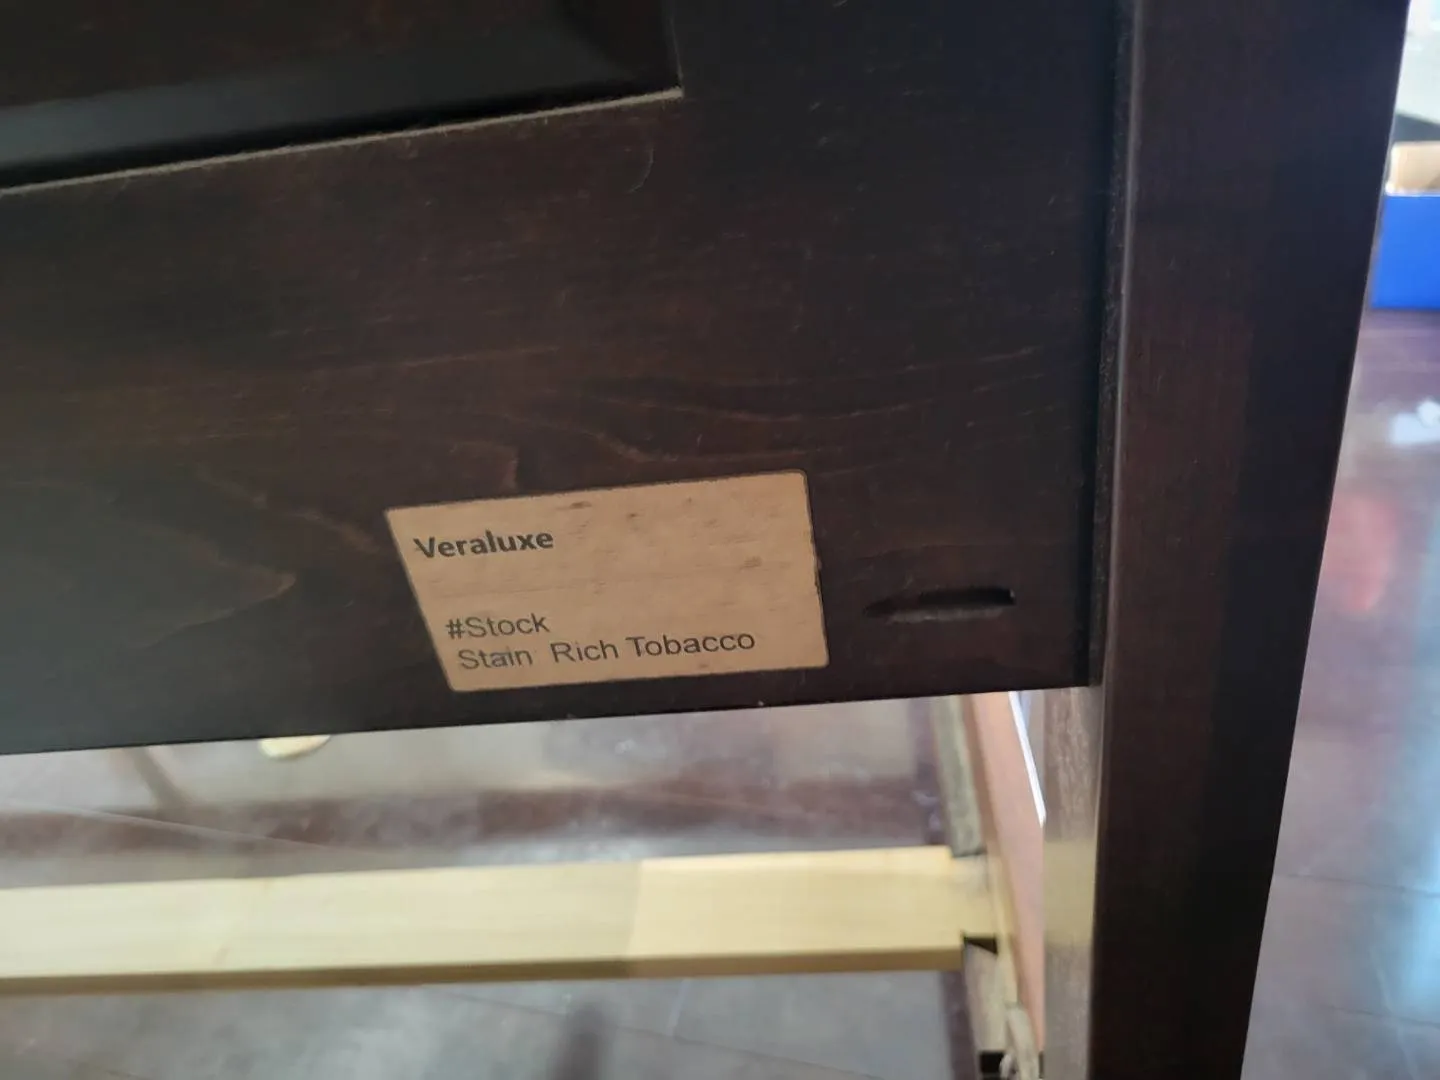 Veraluxe
#Stock
Stain Rich Tobacco